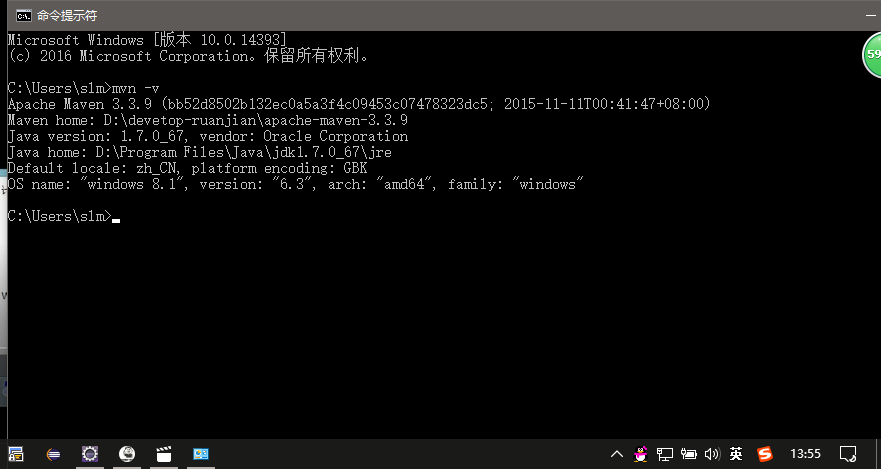 命令提示符
Microsoft Windows [版本 10.0.14393]
(c) 2016 Microsoft Corporation。保留所有权利。
C:\Users\slm>mvn -v
Apache Maven 3.3.9 (bb52d8502b132ec0a5a3f4c09453c07478323dc5; 2015-11-11T00:41:47+08:00)
Maven home: D:\devetop-ruanjian\apache-maven-3.3.9
Java version: 1.7.0_67, vendor: Oracle Corporation
Java home: D:\Program Files\Java\jdk1.7.0_67\jre
Default locale: zh_CN, platform encoding: GBK
OS name: "windows 8.1", version: "6.3", arch: "amd64", family: "windows"
C:\Users\slm>
59
英
13:55